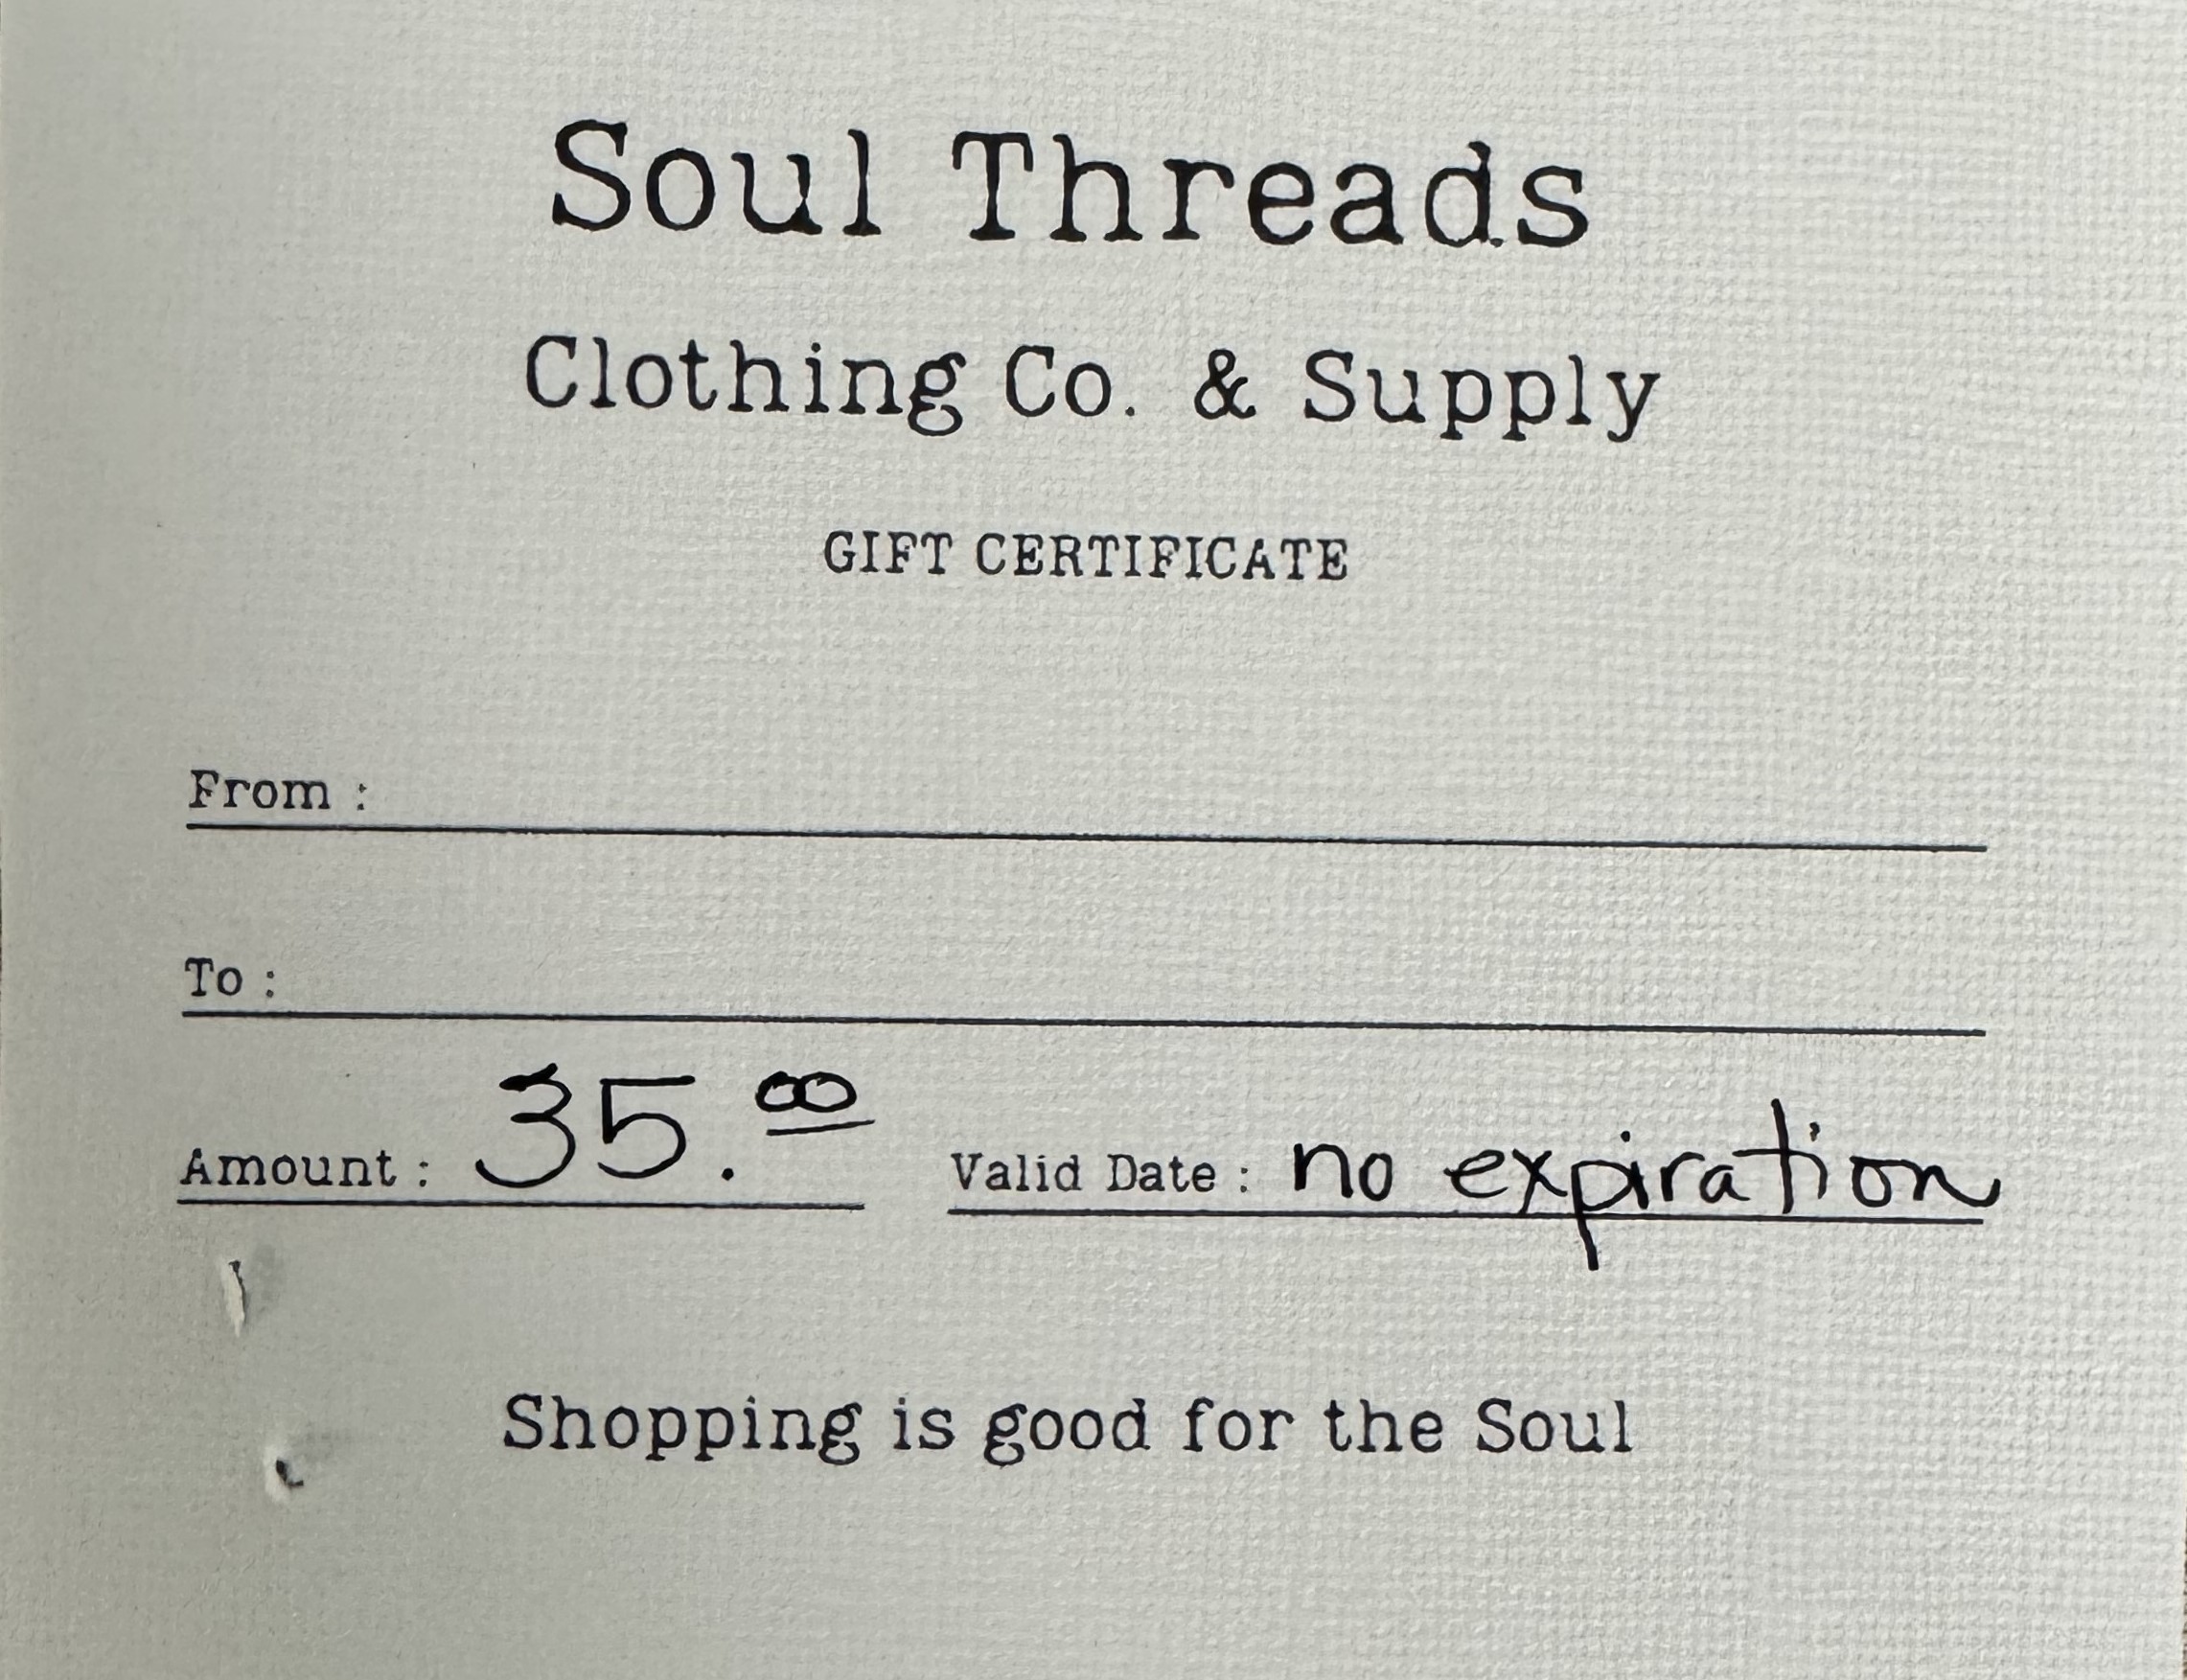 Soul Threads
Clothing Co. & Supply
GIFT CERTIFICATE
From :
To :
Amount : 35.00 Valid Date : no expiration
Shopping is good for the Soul